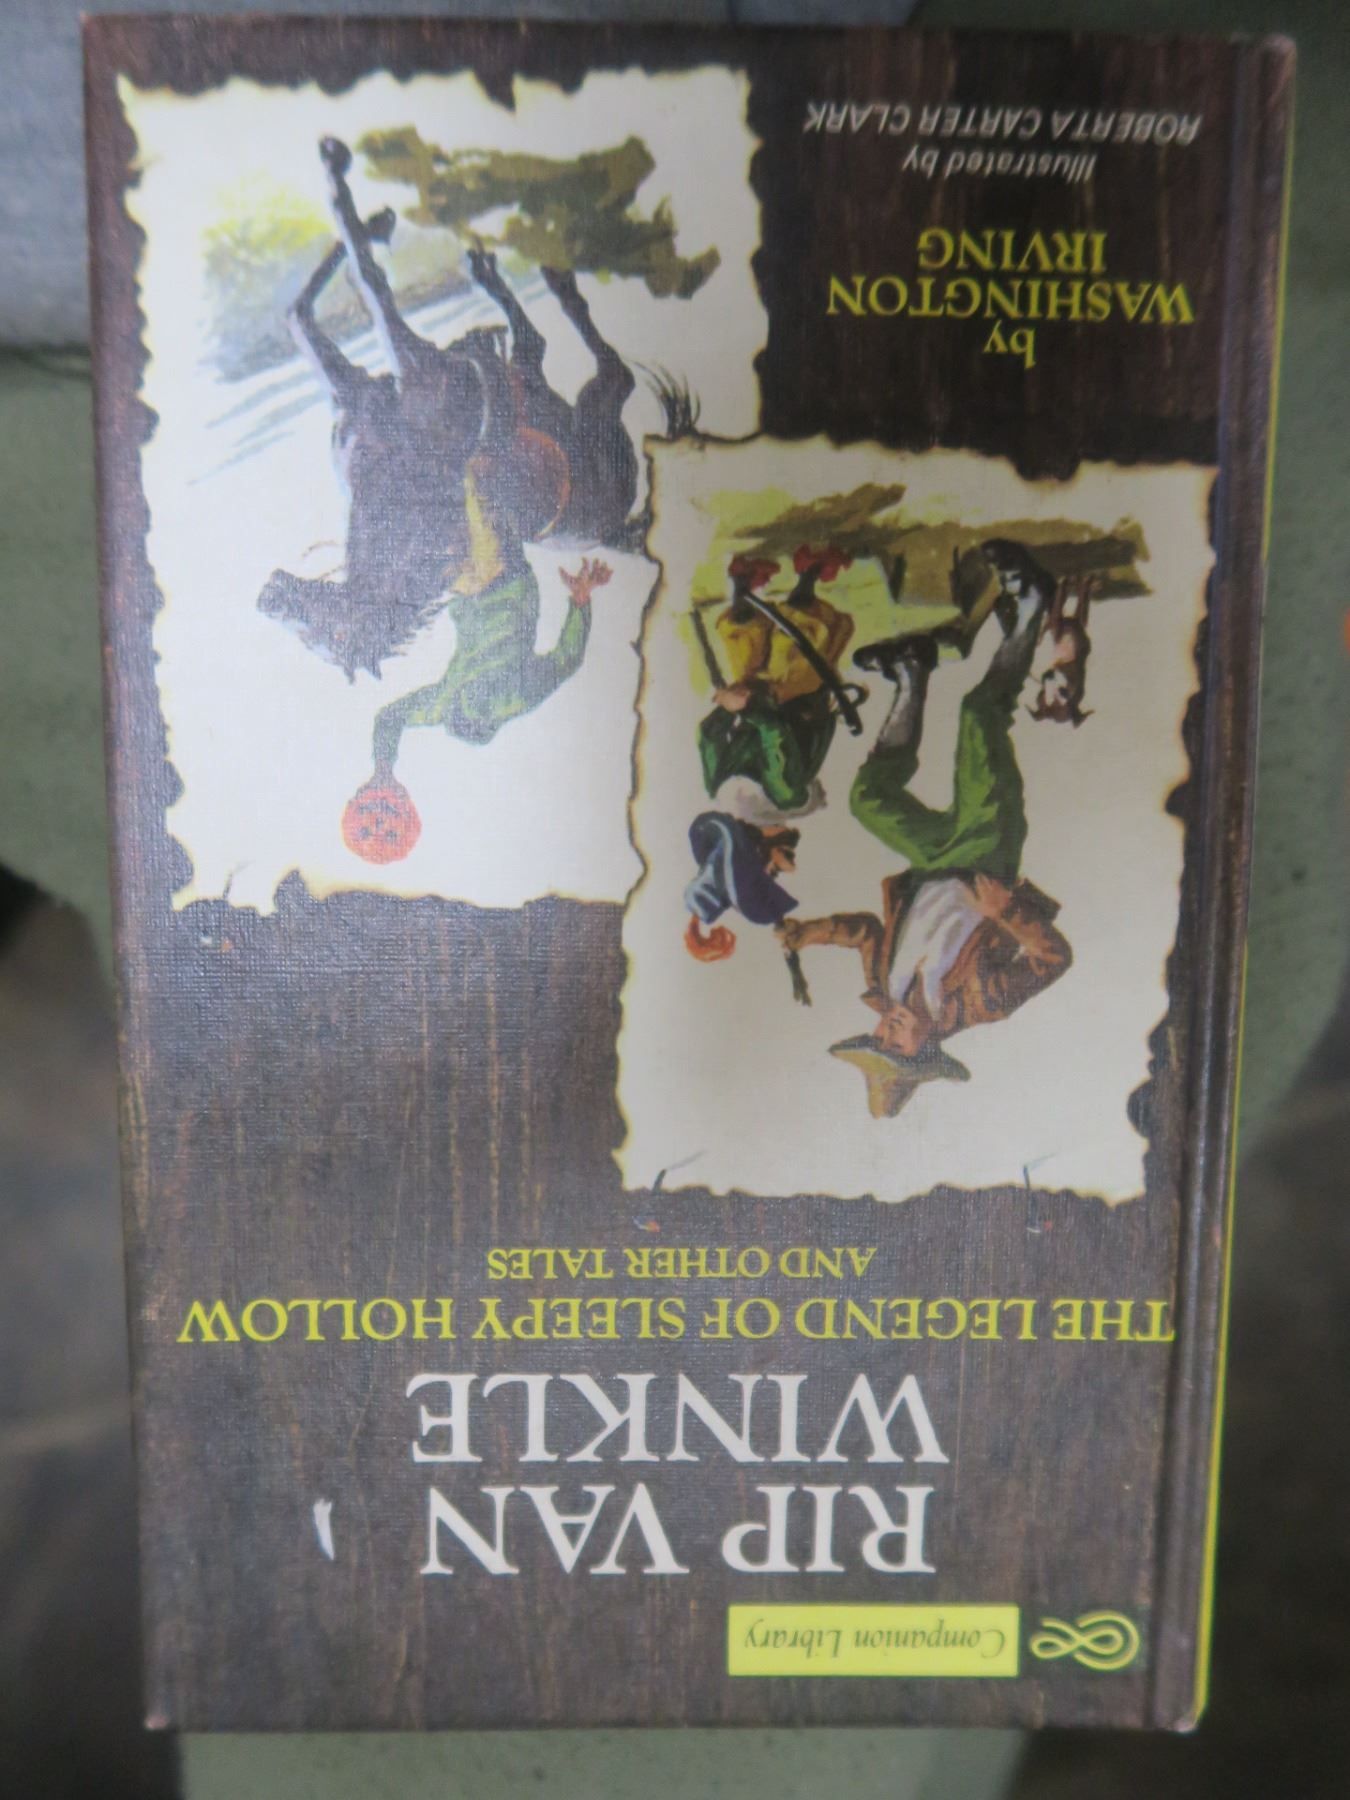 Companion Library
RIP VAN
WINKLE
THE LEGEND OF SLEEPY HOLLOW
AND OTHER TALES
by
WASHINGTON
IRVING
Illustrated by
ROBERTA CARTER CLARK